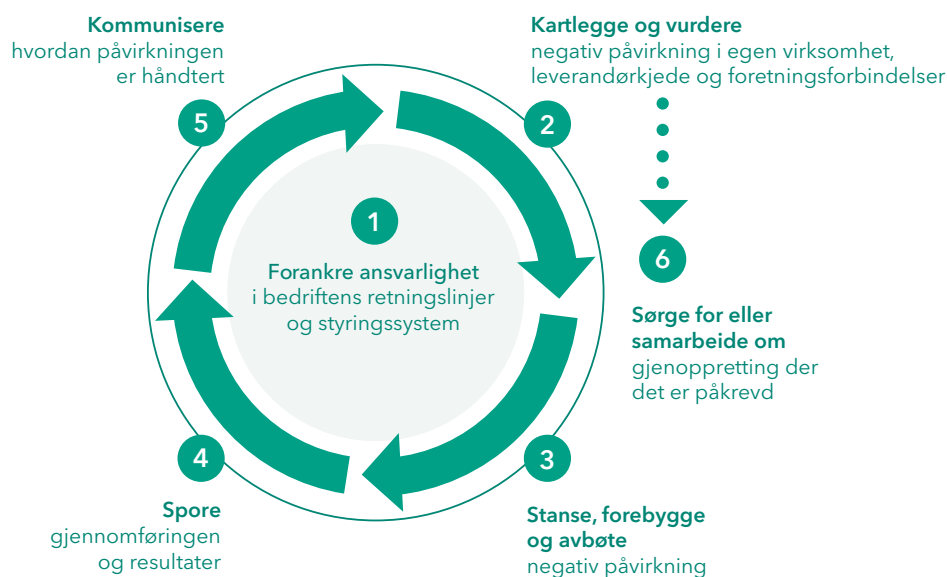 1
Forankre ansvarlighet
i bedriftens retningslinjer
og styringssystem
2
Kartlegge og vurdere
negativ påvirkning i egen virksomhet,
leverandørkjede og foretningsforbindelser
3
Stanse, forebygge
og avbøte
negativ påvirkning
4
Spore
gjennomføringen
og resultater
5
Kommunisere
hvordan påvirkningen
er håndtert
6
Sørge for eller
samarbeide om
gjenoppretting der
det er påkrevd